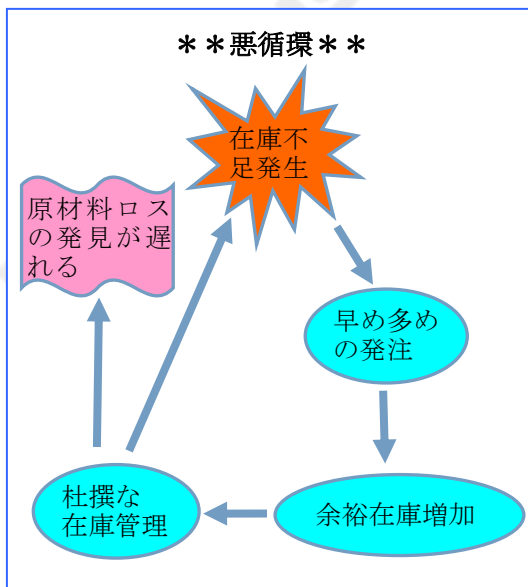 **悪循環**
在庫不
足発生
原材料ロス
の発見が遅
れる
早め多め
の発注
杜撰な
在庫管理
余裕在庫増加